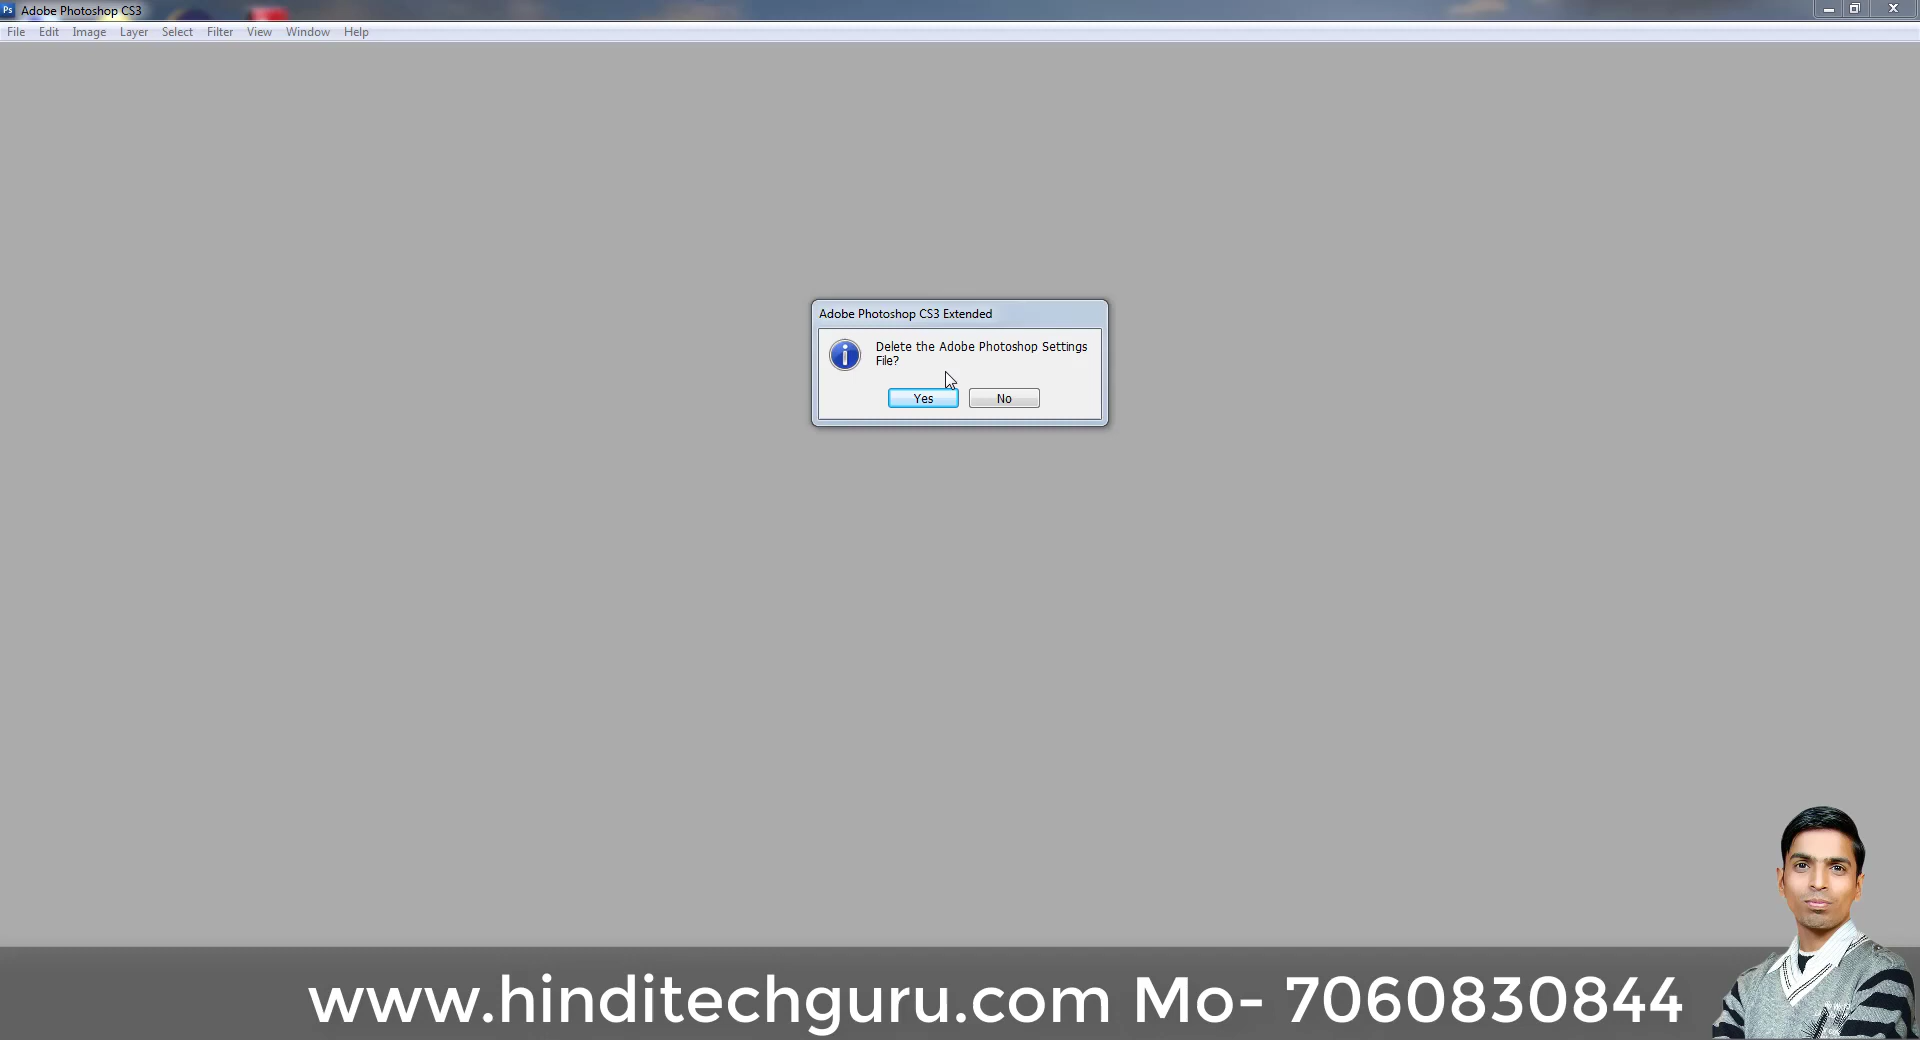 Ps Adobe Photoshop CS3
File Edit Image Layer Select Filter View Window Help
Adobe Photoshop CS3 Extended
Delete the Adobe Photoshop Settings
File?
Yes No
www.hinditechguru.com Mo- 7060830844